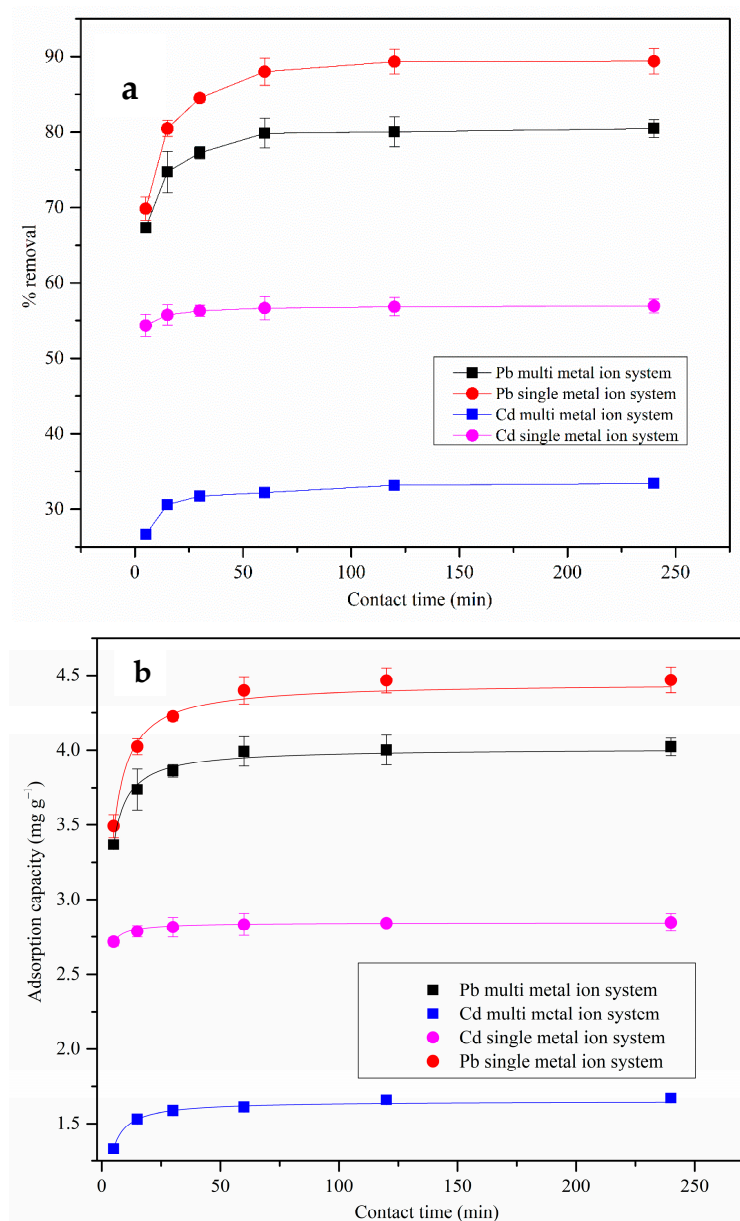 a
90
80
70
60
50
40
30
% removal
Pb multi metal ion system
Pb single metal ion system
Cd multi metal ion system
Cd single metal ion system
0 50 100 150 200 250
Contact time (min)
b
4.5
4.0
3.5
3.0
2.5
2.0
1.5
Adsorption capacity (mg g⁻¹)
Pb multi metal ion system
Cd multi metal ion system
Cd single metal ion system
Pb single metal ion system
0 50 100 150 200 250
Contact time (min)